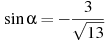 sin α = −3/√13